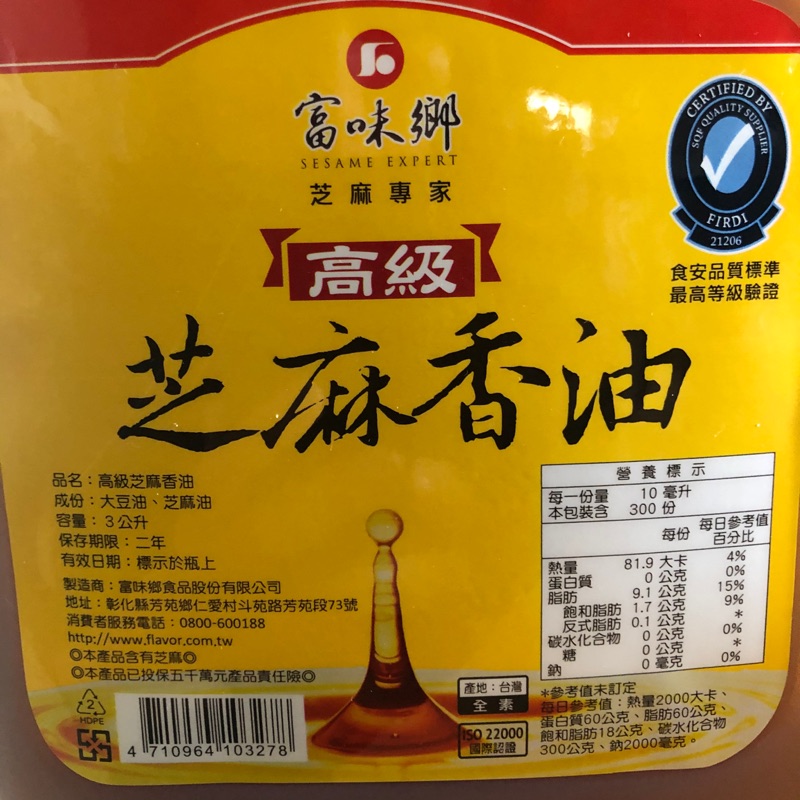 富味鄉
SESAME EXPERT
芝麻專家
CERTIFIED BY
SQF QUALITY SUPPLIER
FIRDI
21206
食安品質標準
最高等級驗證
高級
芝麻香油
品名：高級芝麻香油
成份：大豆油、芝麻油
容量：3公升
保存期限：二年
有效日期：標示於瓶上
製造商：富味鄉食品股份有限公司
地址：彰化縣芳苑鄉仁愛村斗苑路芳苑段73號
消費者服務電話：0800-600188
http://www.flavor.com.tw
◎本產品含有芝麻◎
◎本產品已投保五千萬元產品責任險◎
2
HDPE
4 710964 103278
產地：台灣
全素
ISO 22000
國際認證
營養標示
每一份量 10 毫升
本包裝含 300 份
每份 每日參考值百分比
熱量 81.9 大卡 4%
蛋白質 0 公克 0%
脂肪 9.1 公克 15%
飽和脂肪 1.7 公克 9%
反式脂肪 0.1 公克 *
碳水化合物 0 公克 0%
糖 0 公克 *
鈉 0 毫克 0%
*參考值未訂定
每日參考值：熱量2000大卡、
蛋白質60公克、脂肪60公克、
飽和脂肪18公克、碳水化合物
300公克、鈉2000毫克。